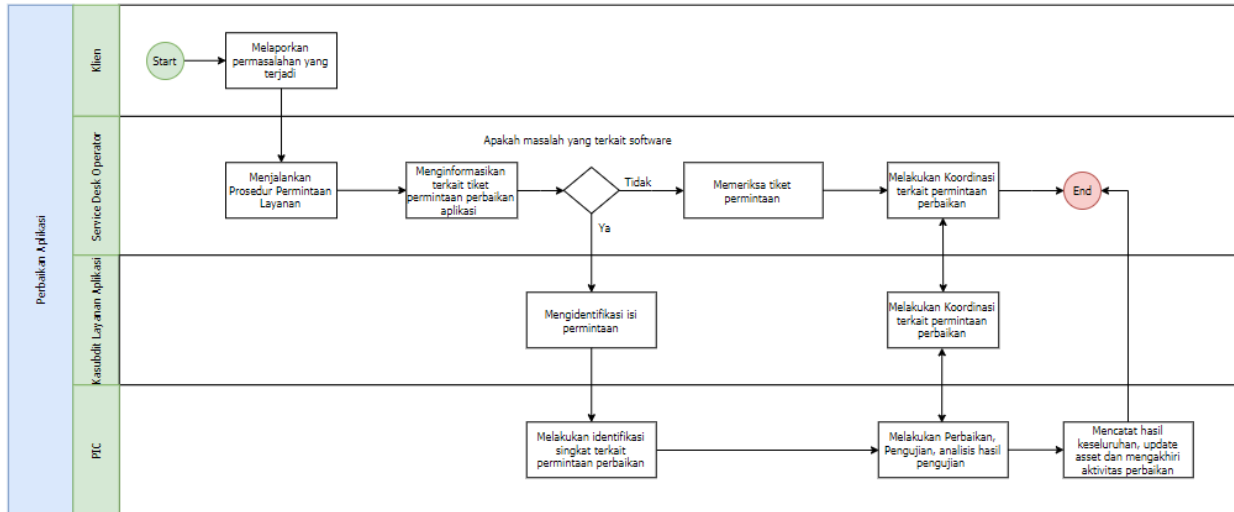 Perbaikan Aplikasi
Klien
Start
Melaporkan
permasalahan yang
terjadi
Service Desk Operator
Apakah masalah yang terkait software
Menjalankan
Prosedur Permintaan
Layanan
Menginformasikan
terkait tiket
permintaan perbaikan
aplikasi
Tidak
Ya
Memeriksa tiket
permintaan
Melakukan Koordinasi
terkait permintaan
perbaikan
End
Kasubdit Layanan Aplikasi
Mengidentifikasi isi
permintaan
Melakukan Koordinasi
terkait permintaan
perbaikan
PIC
Melakukan identifikasi
singkat terkait
permintaan perbaikan
Melakukan Perbaikan,
Pengujian, analisis hasil
pengujian
Mencatat hasil
keseluruhan, update
asset dan mengakhiri
aktivitas perbaikan